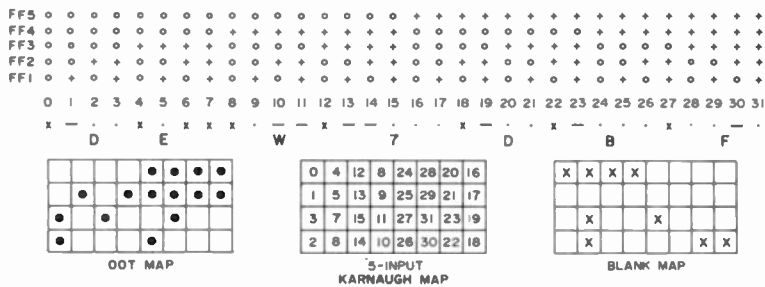 FF5 o o o o o o o o o o o o o o o o + + + + + + + + + + + + + + + +
FF4 o o o o o o o o + + + + + + + + o o o o o o o o + + + + + + + +
FF3 o o o o + + + + o o o o + + + + o o o o + + + + o o o o + + + +
FF2 o o + + o o + + o o + + o o + + o o + + o o + + o o + + o o + +
FF1 o + o + o + o + o + o + o + o + o + o + o + o + o + o + o + o +
0 1 2 3 4 5 6 7 8 9 10 11 12 13 14 15 16 17 18 19 20 21 22 23 24 25 26 27 28 29 30 31
x — · · x · x x x · — — x — — · · · x — · · x — · · · x · · — ·
D E W 7 D B F
0 4 12 8 24 28 20 16
1 5 13 9 25 29 21 17
3 7 15 11 27 31 23 19
2 8 14 10 26 30 22 18
X X X X
X X
X X X
OOT MAP
5-INPUT
KARNAUGH MAP
BLANK MAP